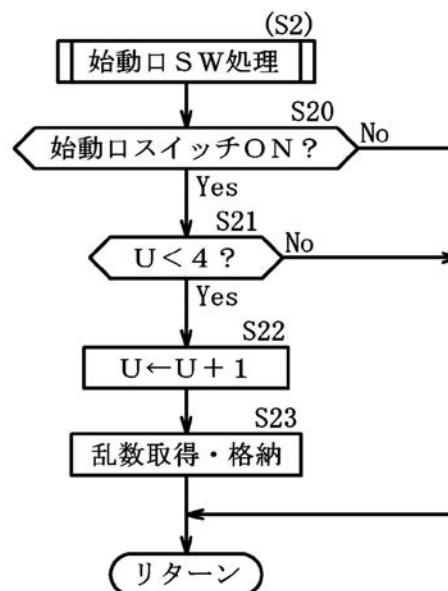 (S2)
始動口ＳＷ処理
S20
始動口スイッチＯＮ？
No
Yes
S21
Ｕ＜４？
No
Yes
S22
Ｕ←Ｕ＋１
S23
乱数取得・格納
リターン